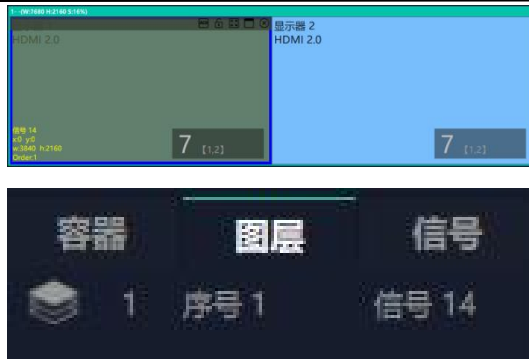 1 - (W:7680 H:2160 S:16%)
HDMI 2.0
显示器 2
HDMI 2.0
信号 14
x:0 y:0
w:3840 h:2160
Order:1
7 【1,2】
7 【1,2】
容器 图层 信号
1 序号 1 信号 14